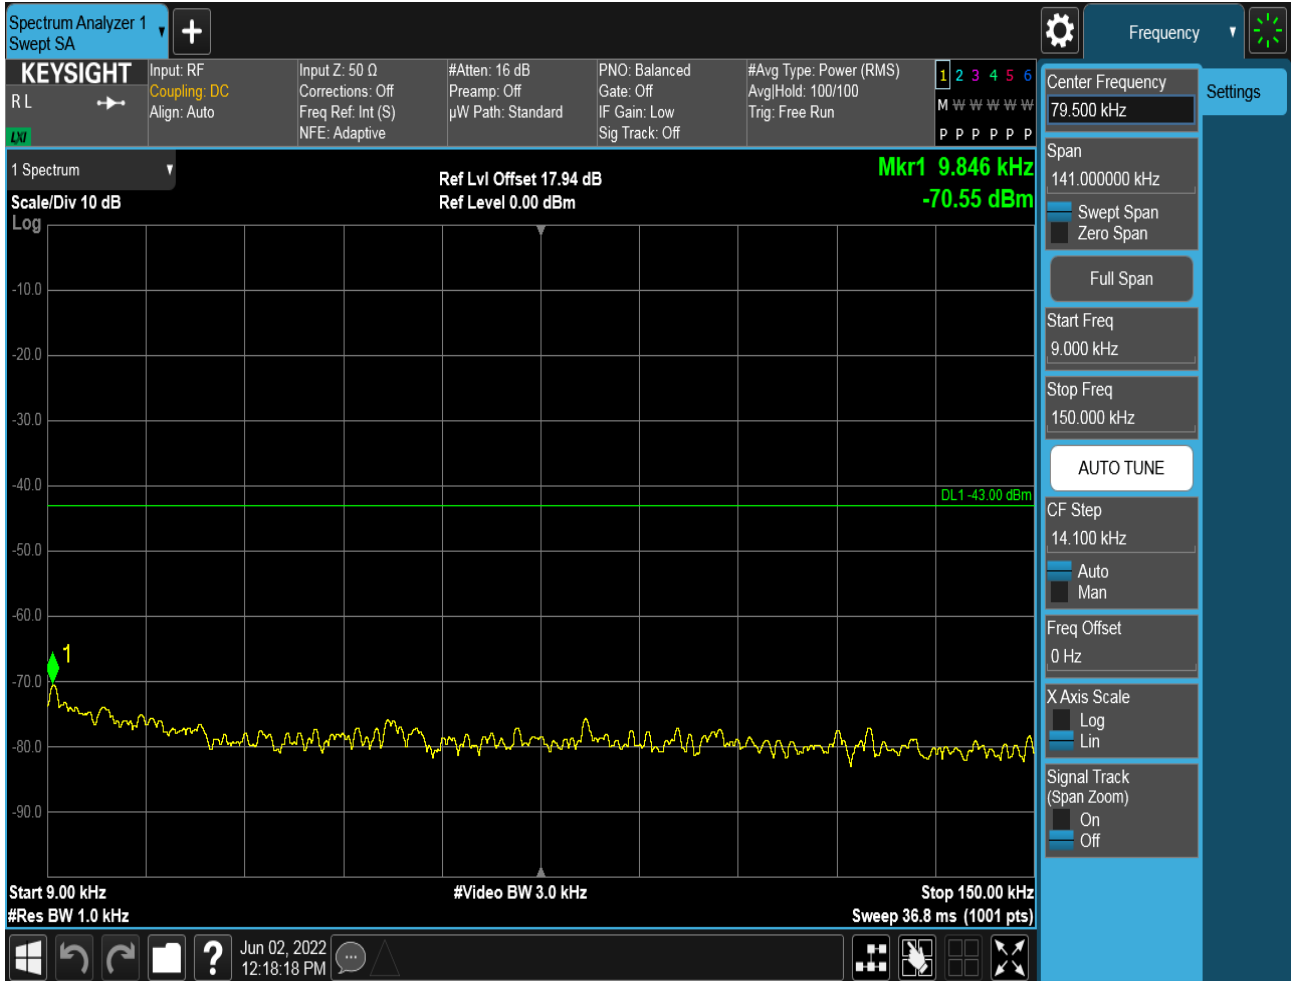 Spectrum Analyzer 1
Swept SA
Frequency
KEYSIGHT
R L
LXI
Input: RF
Coupling: DC
Align: Auto
Input Z: 50 Ω
Corrections: Off
Freq Ref: Int (S)
NFE: Adaptive
#Atten: 16 dB
Preamp: Off
µW Path: Standard
PNO: Balanced
Gate: Off
IF Gain: Low
Sig Track: Off
#Avg Type: Power (RMS)
Avg|Hold: 100/100
Trig: Free Run
1 2 3 4 5 6
M W W W W W
P P P P P P
1 Spectrum
Scale/Div 10 dB
Log
Ref Lvl Offset 17.94 dB
Ref Level 0.00 dBm
Mkr1 9.846 kHz
-70.55 dBm
-10.0
-20.0
-30.0
-40.0
DL1 -43.00 dBm
-50.0
-60.0
1
-70.0
-80.0
-90.0
Start 9.00 kHz
#Video BW 3.0 kHz
Stop 150.00 kHz
#Res BW 1.0 kHz
Sweep 36.8 ms (1001 pts)
Jun 02, 2022
12:18:18 PM
Center Frequency
79.500 kHz
Settings
Span
141.000000 kHz
Swept Span
Zero Span
Full Span
Start Freq
9.000 kHz
Stop Freq
150.000 kHz
AUTO TUNE
CF Step
14.100 kHz
Auto
Man
Freq Offset
0 Hz
X Axis Scale
Log
Lin
Signal Track
(Span Zoom)
On
Off